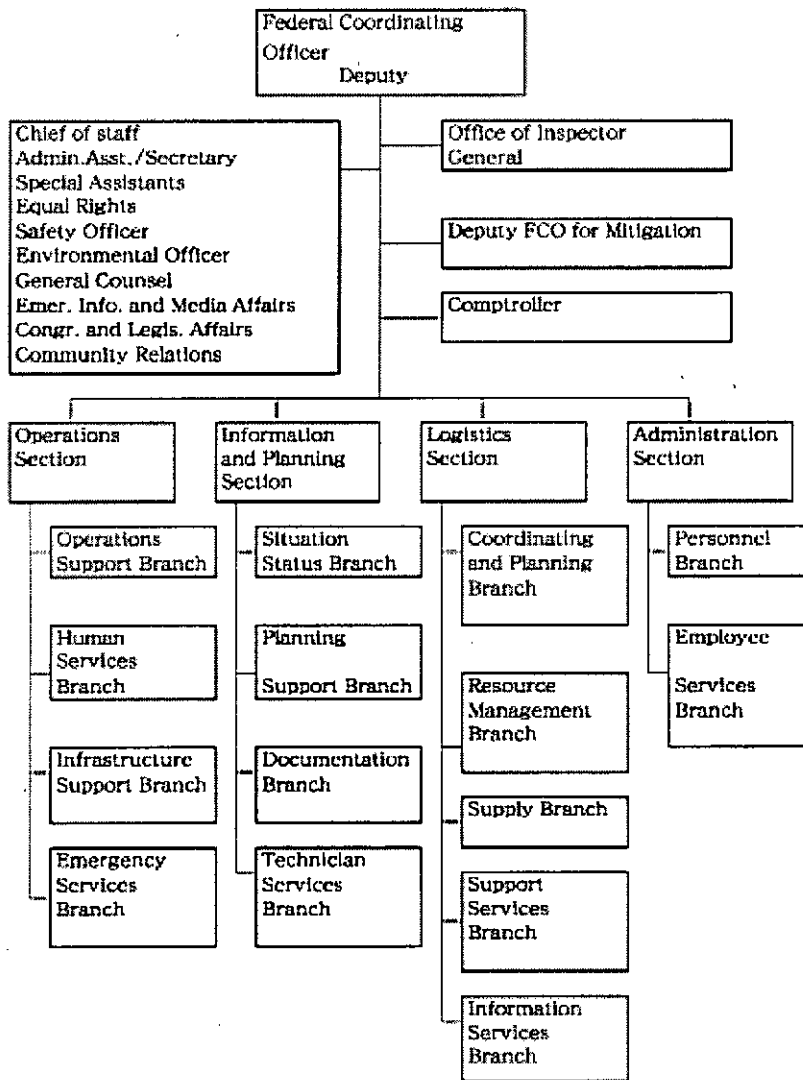 Federal Coordinating
Officer
Deputy
Chief of staff
Admin.Asst./Secretary
Special Assistants
Equal Rights
Safety Officer
Environmental Officer
General Counsel
Emer. Info. and Media Affairs
Congr. and Legis. Affairs
Community Relations
Office of Inspector
General
Deputy FCO for Mitigation
Comptroller
Operations
Section
Information
and Planning
Section
Logistics
Section
Administration
Section
Operations
Support Branch
Human
Services
Branch
Infrastructure
Support Branch
Emergency
Services
Branch
Situation
Status Branch
Planning
Support Branch
Documentation
Branch
Technician
Services
Branch
Coordinating
and Planning
Branch
Resource
Management
Branch
Supply Branch
Support
Services
Branch
Information
Services
Branch
Personnel
Branch
Employee
Services
Branch